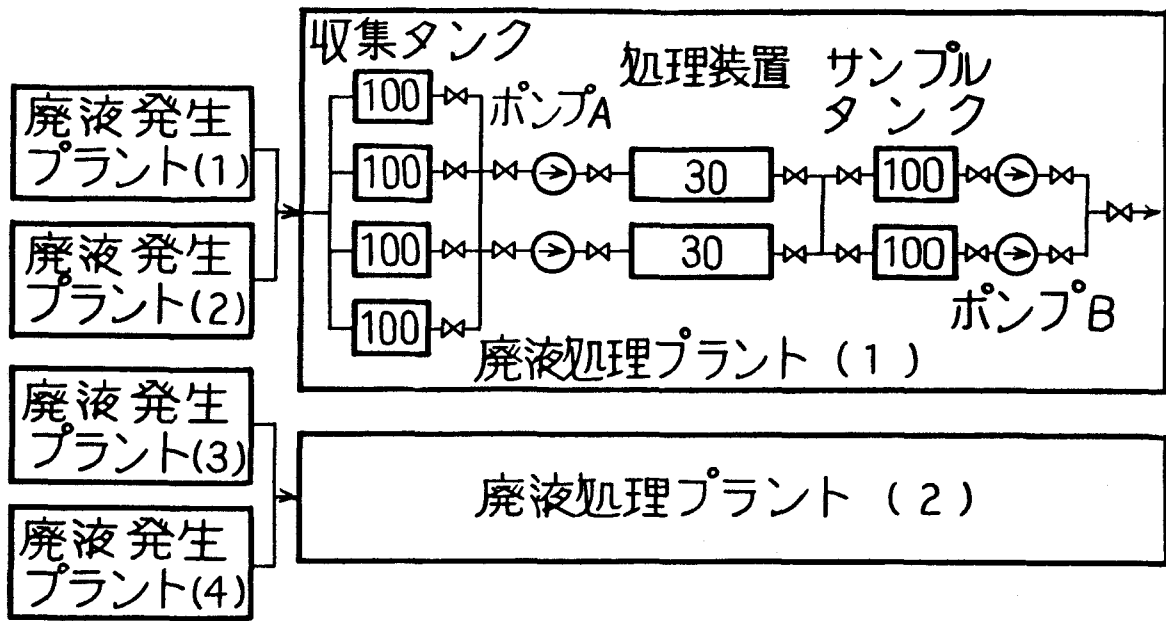 収集タンク
処理装置
サンプル
タンク
ポンプA
100
100
100
100
30
30
100
100
ポンプB
廃液処理プラント(1)
廃液発生
プラント(1)
廃液発生
プラント(2)
廃液発生
プラント(3)
廃液発生
プラント(4)
廃液処理プラント(2)